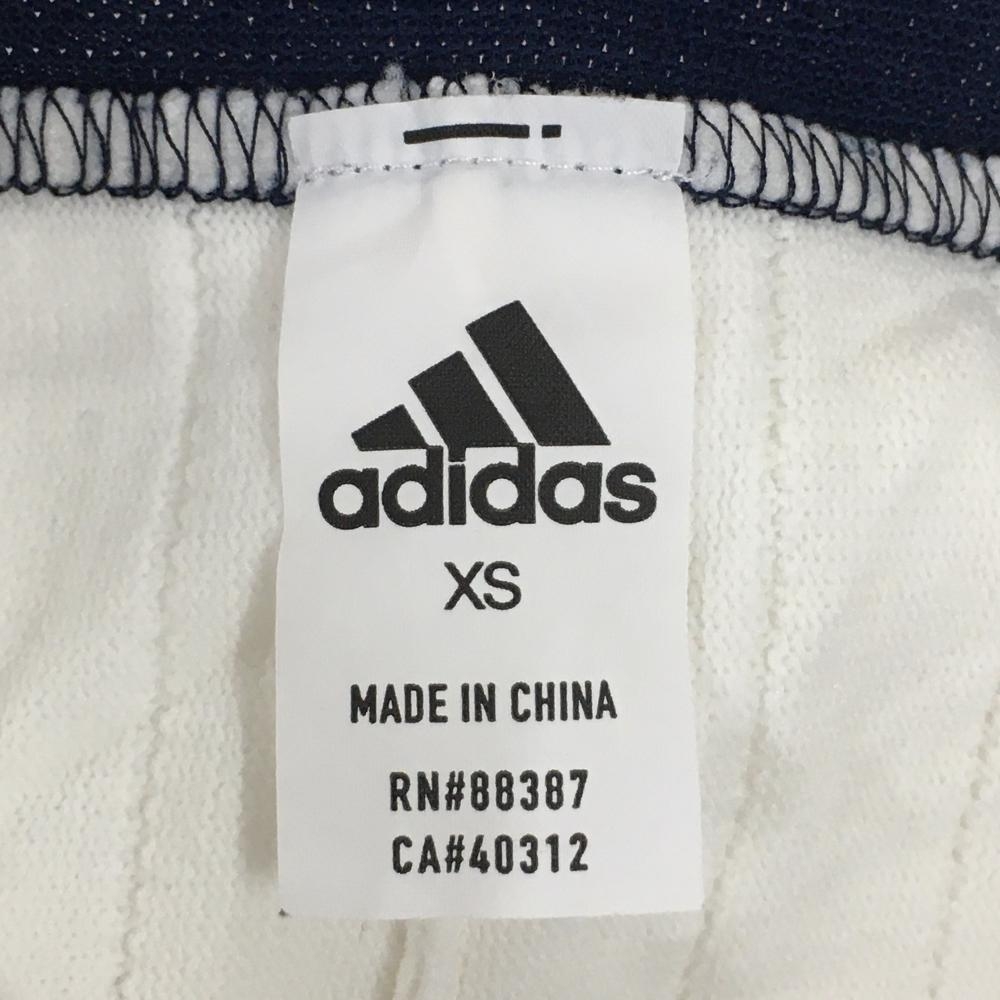 adidas
XS
MADE IN CHINA
RN#88387
CA#40312